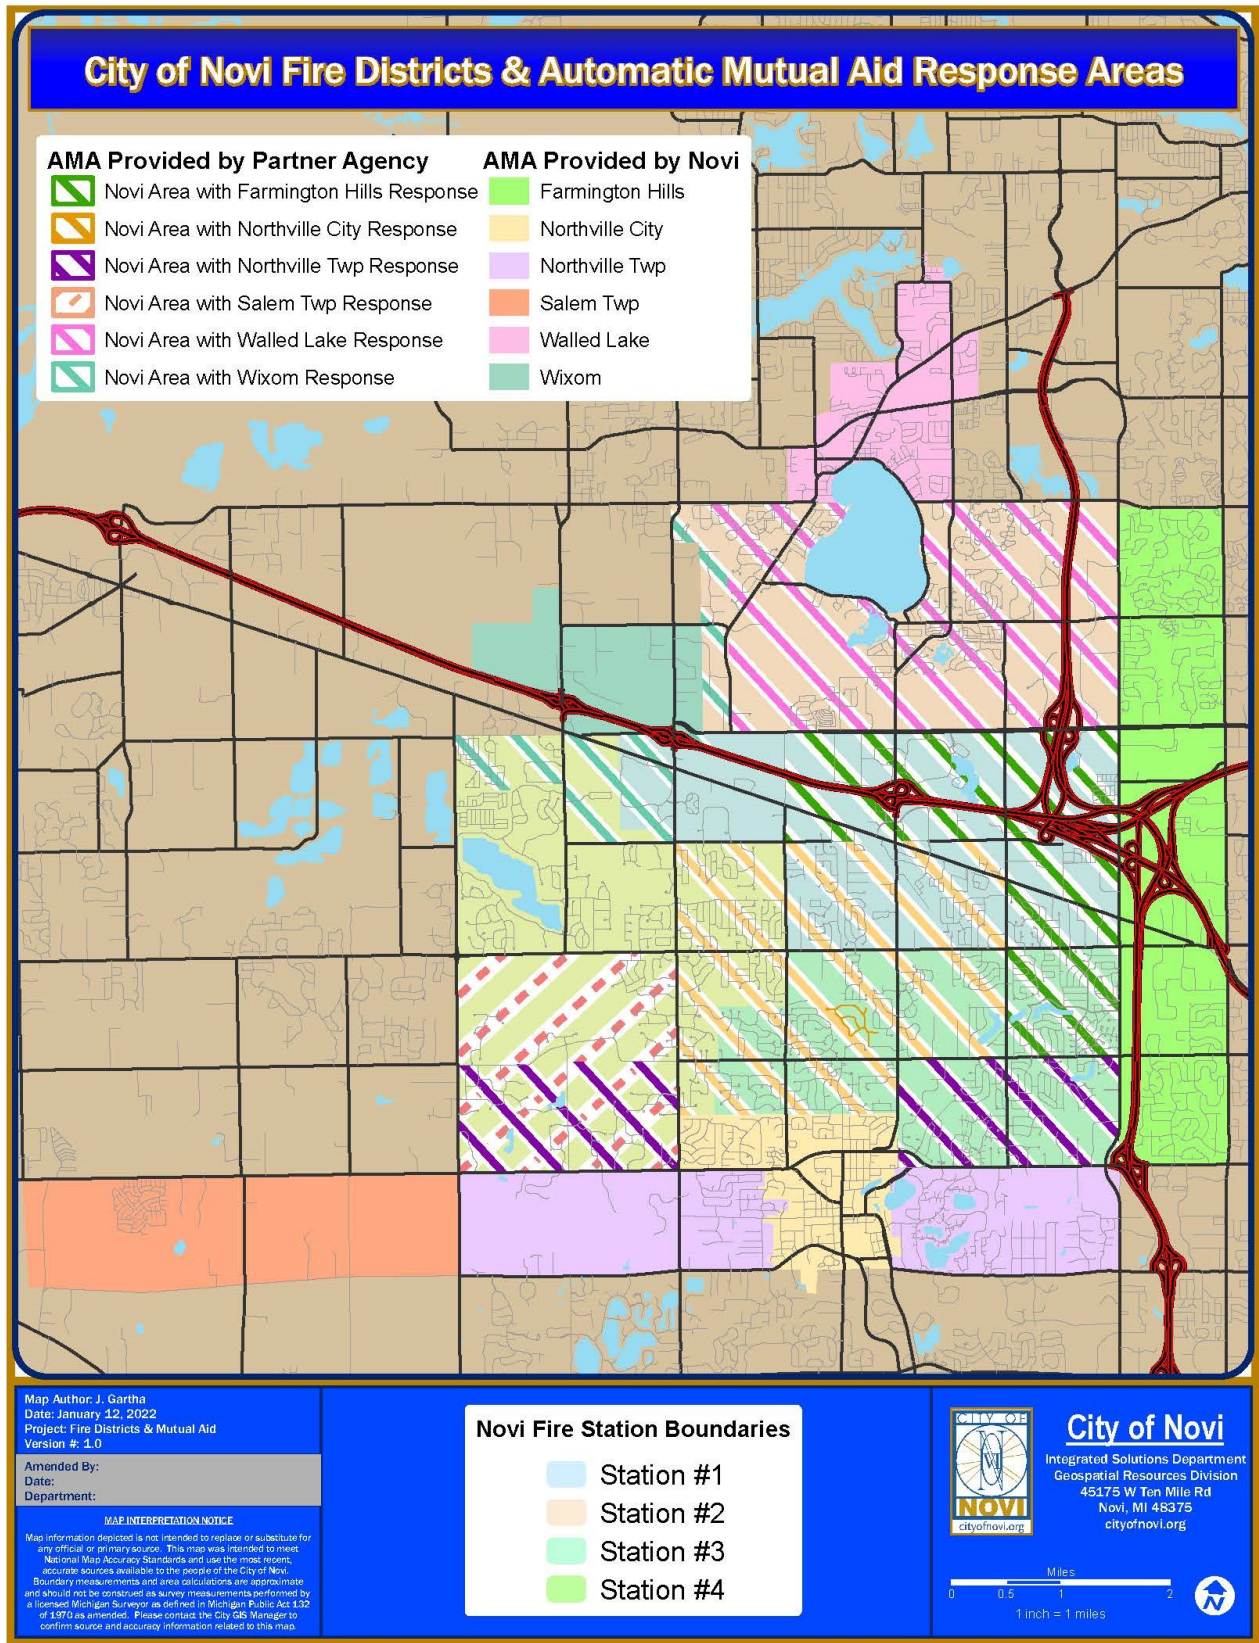 City of Novi Fire Districts & Automatic Mutual Aid Response Areas
AMA Provided by Partner Agency
Novi Area with Farmington Hills Response
Novi Area with Northville City Response
Novi Area with Northville Twp Response
Novi Area with Salem Twp Response
Novi Area with Walled Lake Response
Novi Area with Wixom Response
AMA Provided by Novi
Farmington Hills
Northville City
Northville Twp
Salem Twp
Walled Lake
Wixom
Map Author: J. Gartha
Date: January 12, 2022
Project: Fire Districts & Mutual Aid
Version #: 1.0
Amended By:
Date:
Department:
MAP INTERPRETATION NOTICE
Map information depicted is not intended to replace or substitute for
any official or primary source. This map was intended to meet
National Map Accuracy Standards and use the most recent,
accurate sources available to the people of the City of Novi.
Boundary measurements and area calculations are approximate
and should not be construed as survey measurements performed by
a licensed Michigan Surveyor as defined in Michigan Public Act 132
of 1970 as amended. Please contact the City GIS Manager to
confirm source and accuracy information related to this map.
Novi Fire Station Boundaries
Station #1
Station #2
Station #3
Station #4
CITY OF
NOVI
cityofnovi.org
City of Novi
Integrated Solutions Department
Geospatial Resources Division
45175 W Ten Mile Rd
Novi, MI 48375
cityofnovi.org
Miles
0 0.5 1 2
1 inch = 1 miles
N